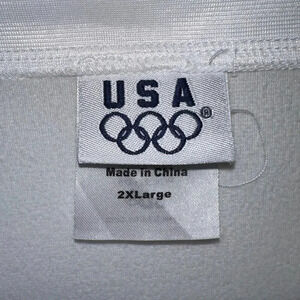 USA
®
Made in China
2XLarge